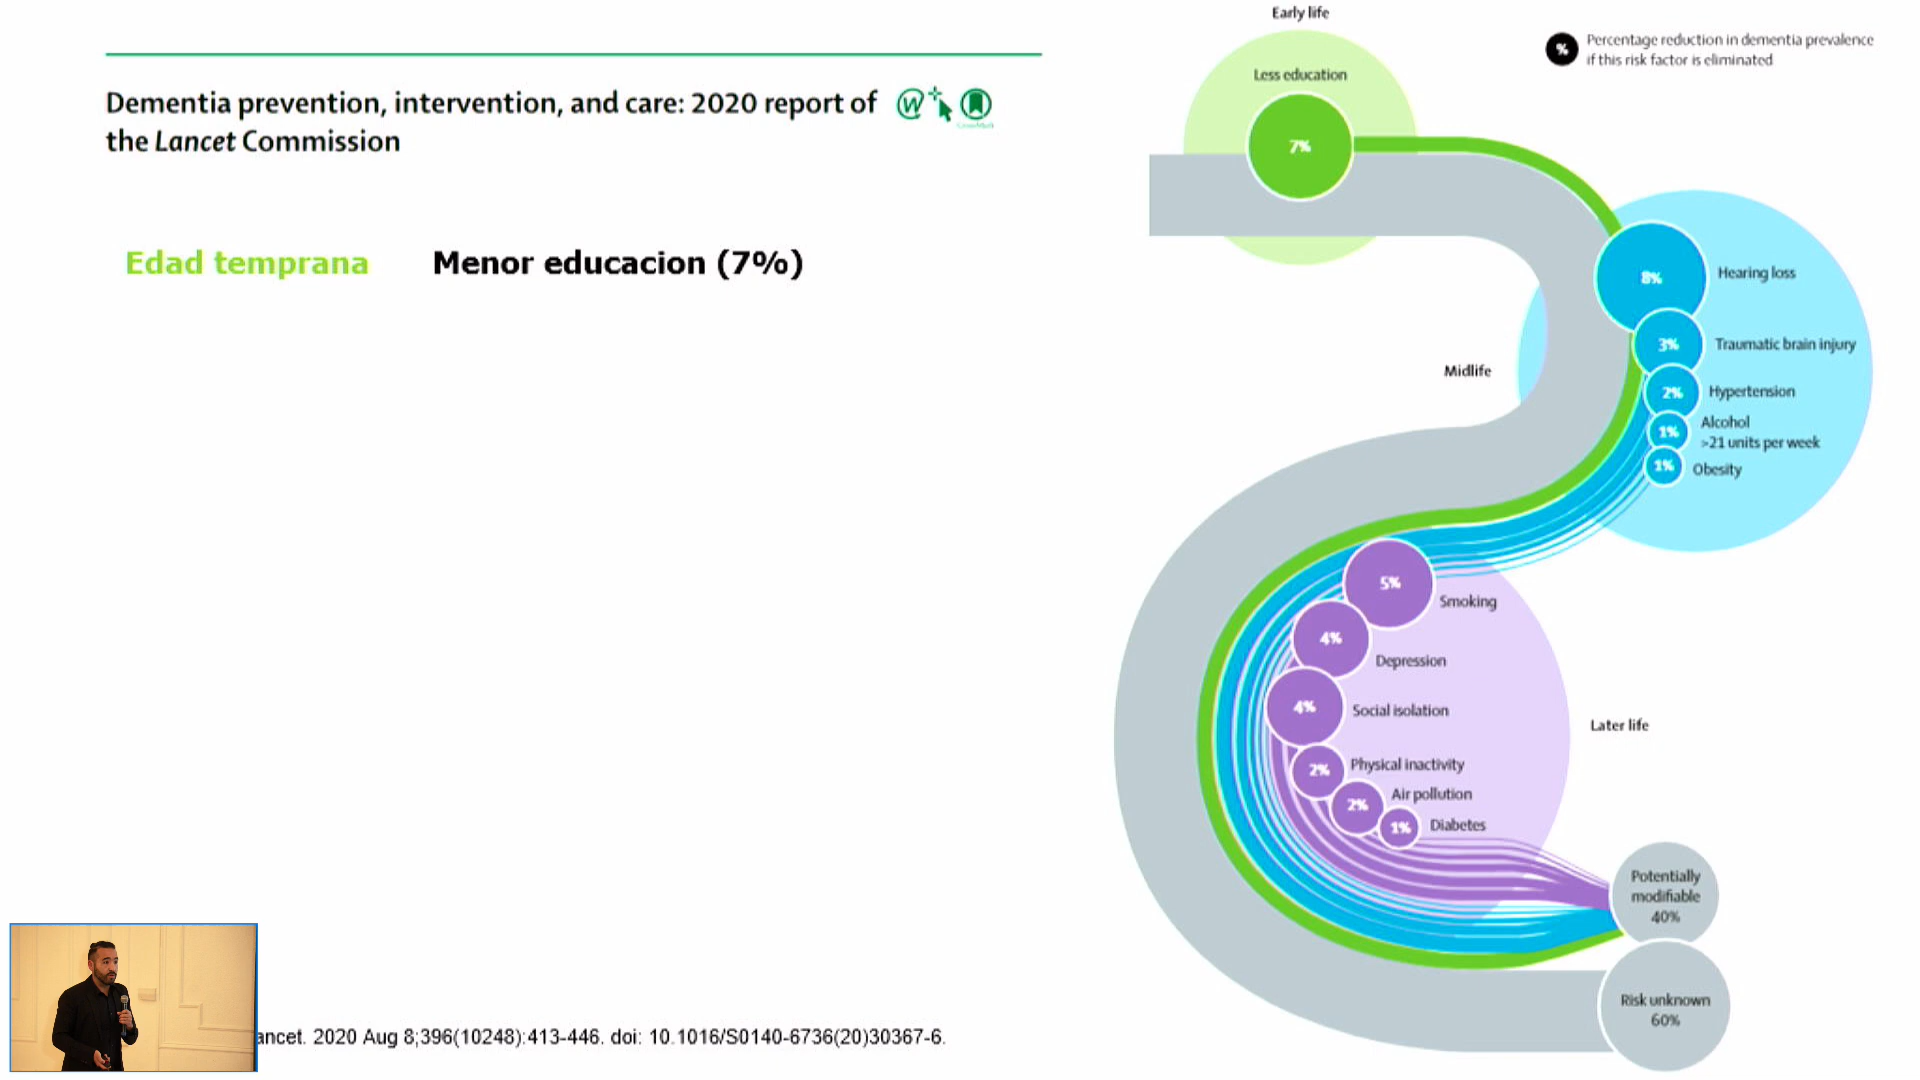 Dementia prevention, intervention, and care: 2020 report of
the Lancet Commission
Edad temprana
Menor educacion (7%)
ancet. 2020 Aug 8;396(10248):413-446. doi: 10.1016/S0140-6736(20)30367-6.
Early life
%
Percentage reduction in dementia prevalence
if this risk factor is eliminated
Less education
7%
8%
Hearing loss
3%
Traumatic brain injury
Midlife
2%
Hypertension
1%
Alcohol
>21 units per week
1%
Obesity
5%
Smoking
4%
Depression
4%
Social isolation
Later life
2%
Physical inactivity
2%
Air pollution
1%
Diabetes
Potentially
modifiable
40%
Risk unknown
60%